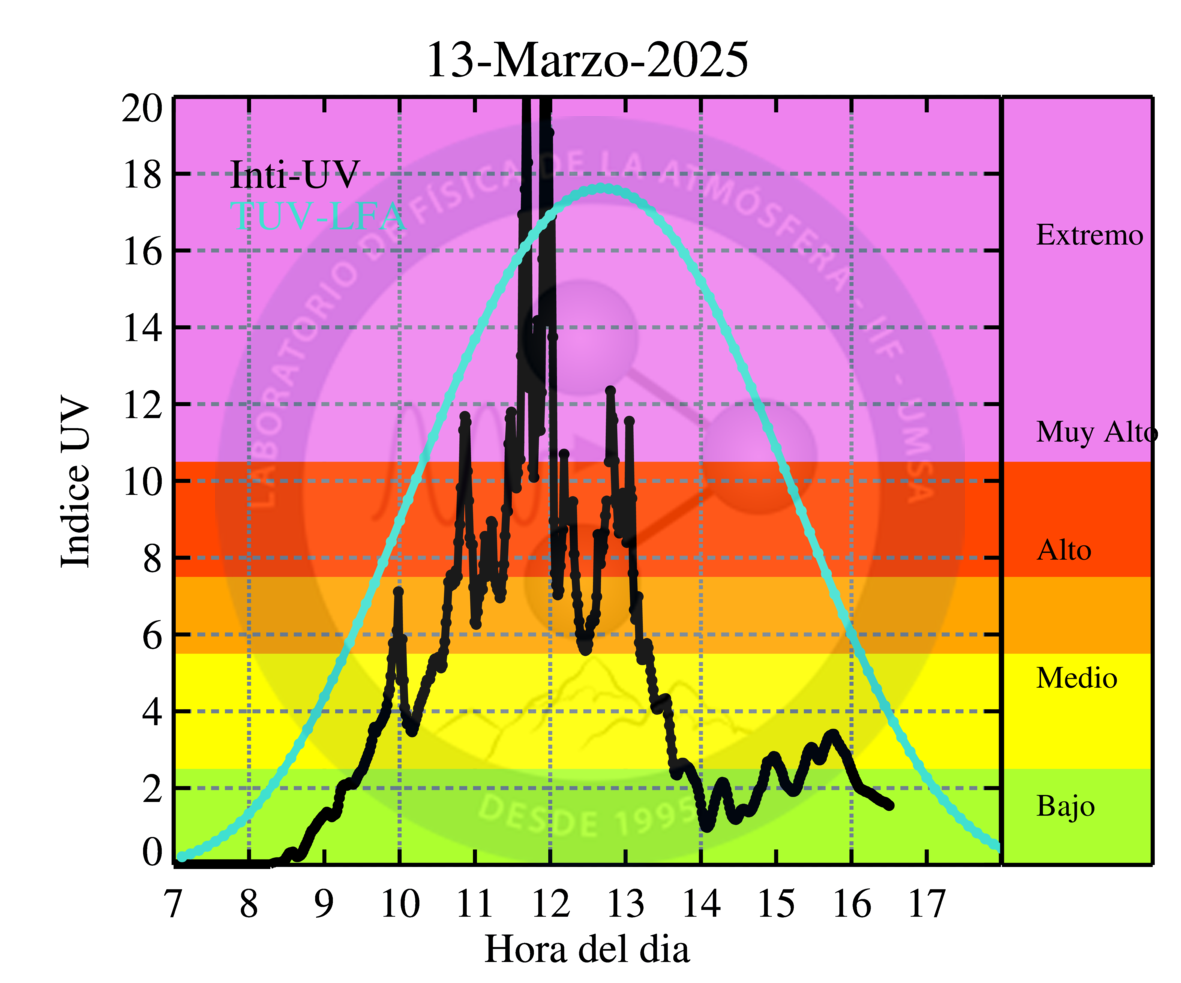 13-Marzo-2025
20
18
16
14
12
10
8
6
4
2
0
Indice UV
Inti-UV
TUV-LFA
LABORATORIO DE FÍSICA DE LA ATMÓSFERA - IIF - UMSA
DESDE 1995
Extremo
Muy Alto
Alto
Medio
Bajo
7 8 9 10 11 12 13 14 15 16 17
Hora del dia